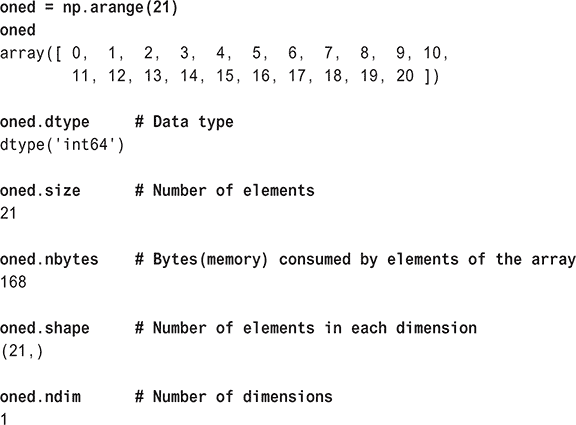 oned = np.arange(21)
oned
array([ 0,  1,  2,  3,  4,  5,  6,  7,  8,  9, 10,
       11, 12, 13, 14, 15, 16, 17, 18, 19, 20 ])
oned.dtype    # Data type
dtype('int64')
oned.size     # Number of elements
21
oned.nbytes   # Bytes(memory) consumed by elements of the array
168
oned.shape    # Number of elements in each dimension
(21,)
oned.ndim     # Number of dimensions
1